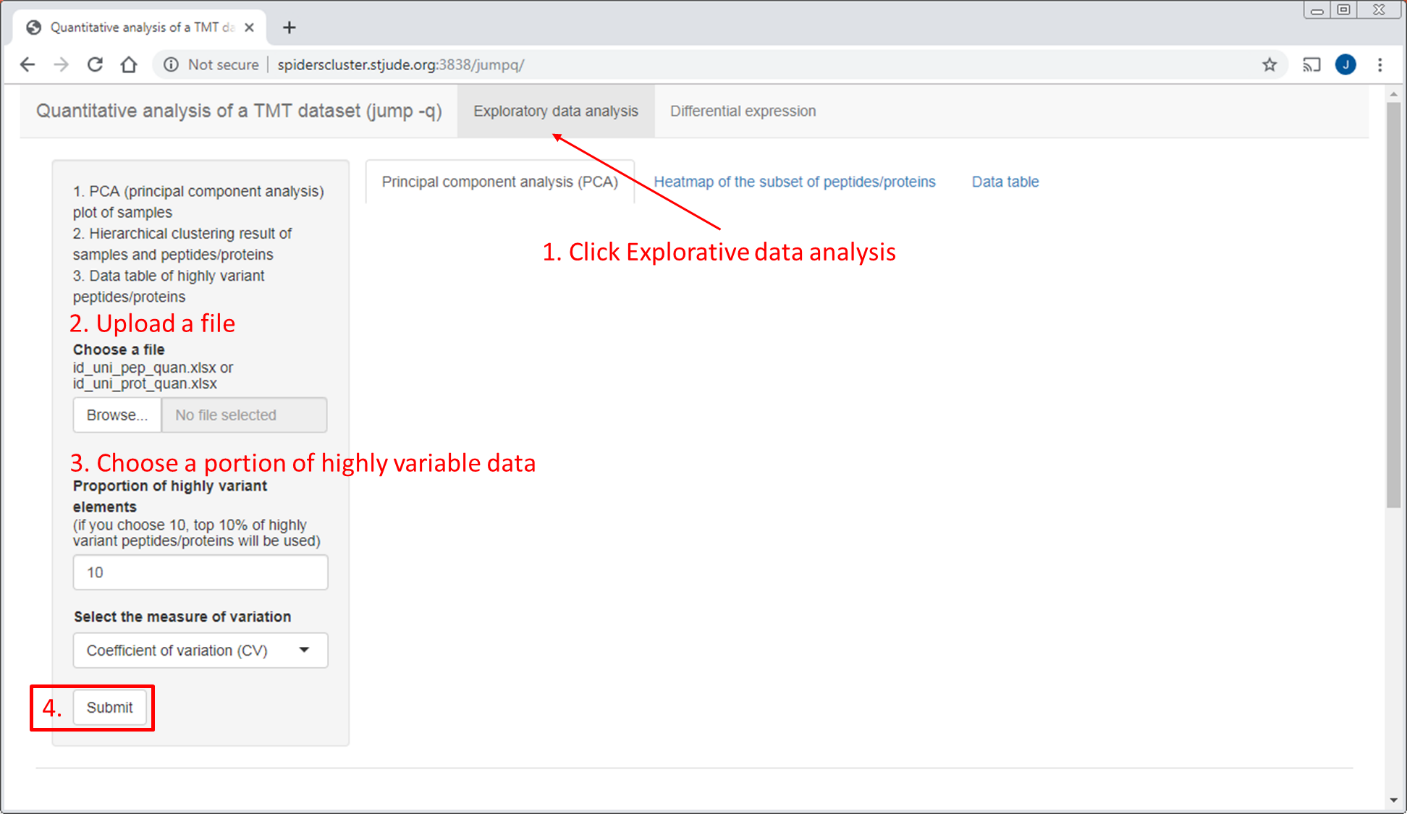 Quantitative analysis of a TMT da
Not secure | spiderscluster.stjude.org:3838/jumpq/
J
Quantitative analysis of a TMT dataset (jump -q)
Exploratory data analysis
Differential expression
1. PCA (principal component analysis)
plot of samples
2. Hierarchical clustering result of
samples and peptides/proteins
3. Data table of highly variant
peptides/proteins
Principal component analysis (PCA)
Heatmap of the subset of peptides/proteins
Data table
1. Click Explorative data analysis
2. Upload a file
Choose a file
id_uni_pep_quan.xlsx or
id_uni_prot_quan.xlsx
Browse...
No file selected
3. Choose a portion of highly variable data
Proportion of highly variant
elements
(if you choose 10, top 10% of highly
variant peptides/proteins will be used)
10
Select the measure of variation
Coefficient of variation (CV)
4.
Submit